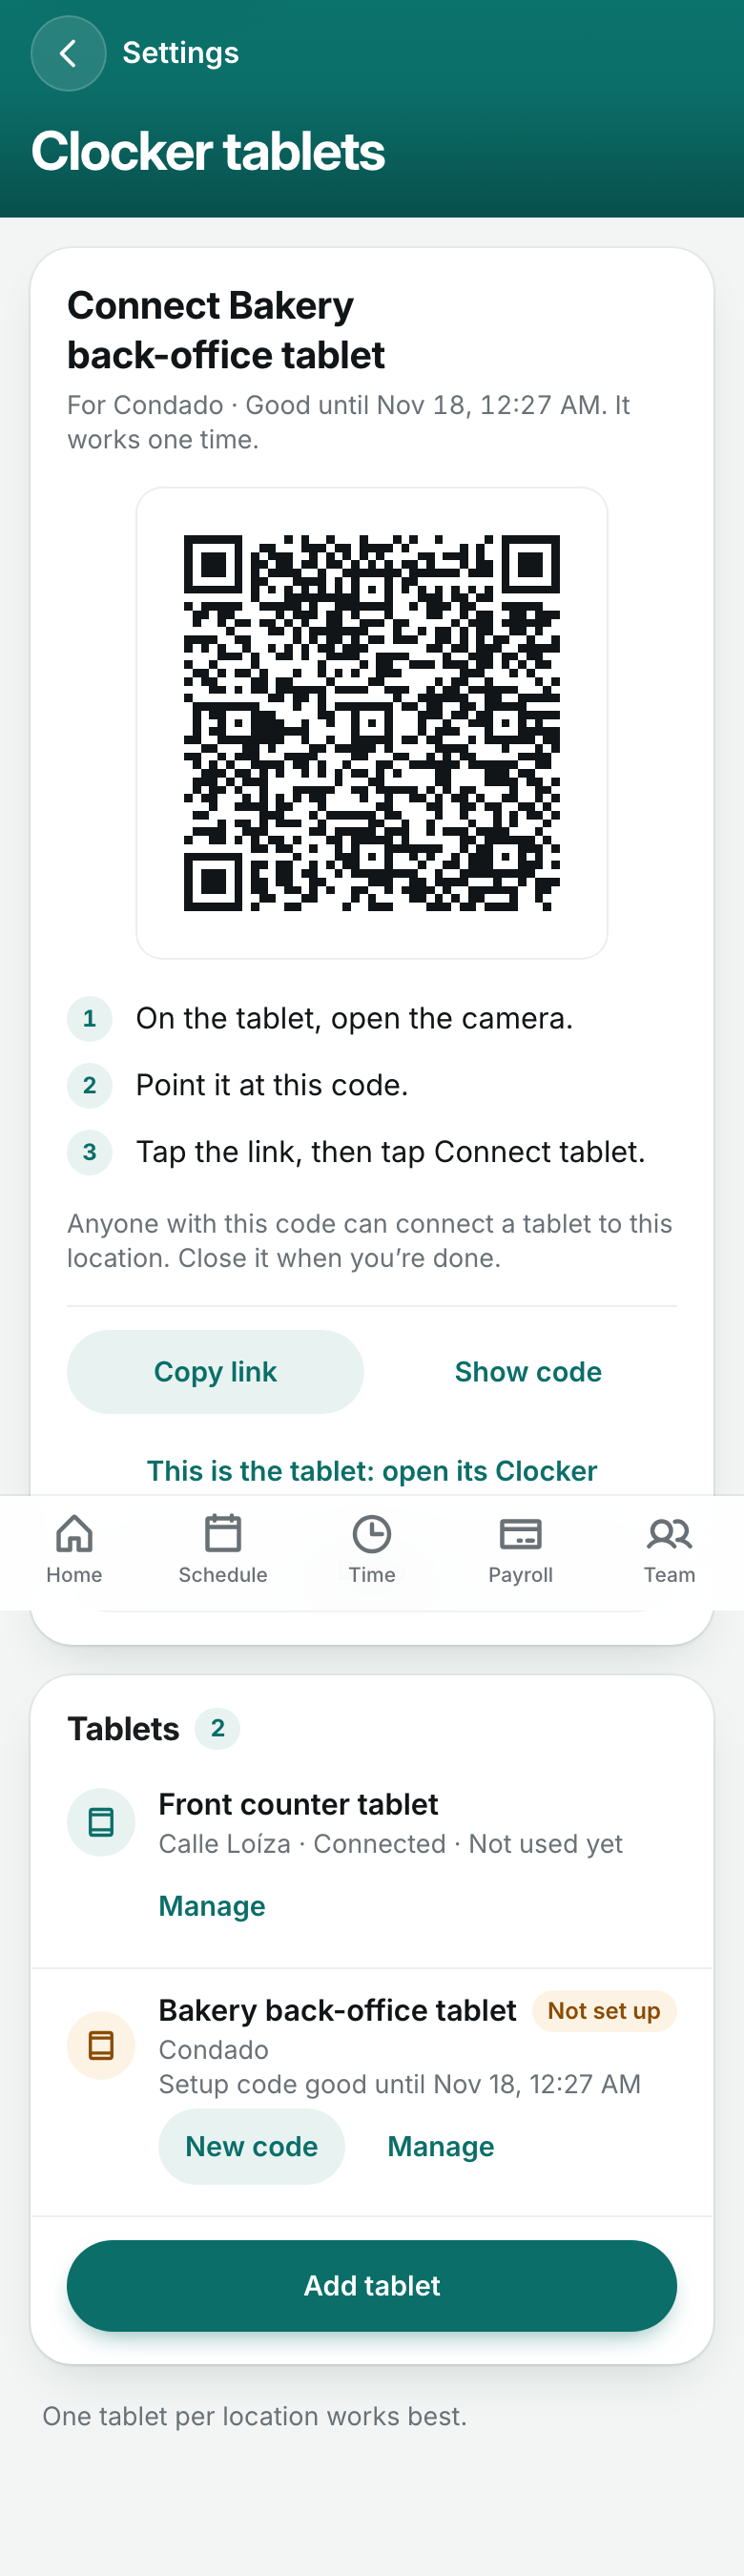 Settings
Clocker tablets
Connect Bakery
back-office tablet
For Condado · Good until Nov 18, 12:27 AM. It
works one time.
1 On the tablet, open the camera.
2 Point it at this code.
3 Tap the link, then tap Connect tablet.
Anyone with this code can connect a tablet to this
location. Close it when you’re done.
Copy link Show code
This is the tablet: open its Clocker
Home Schedule Time Payroll Team
Tablets 2
Front counter tablet
Calle Loíza · Connected · Not used yet
Manage
Bakery back-office tablet Not set up
Condado
Setup code good until Nov 18, 12:27 AM
New code Manage
Add tablet
One tablet per location works best.